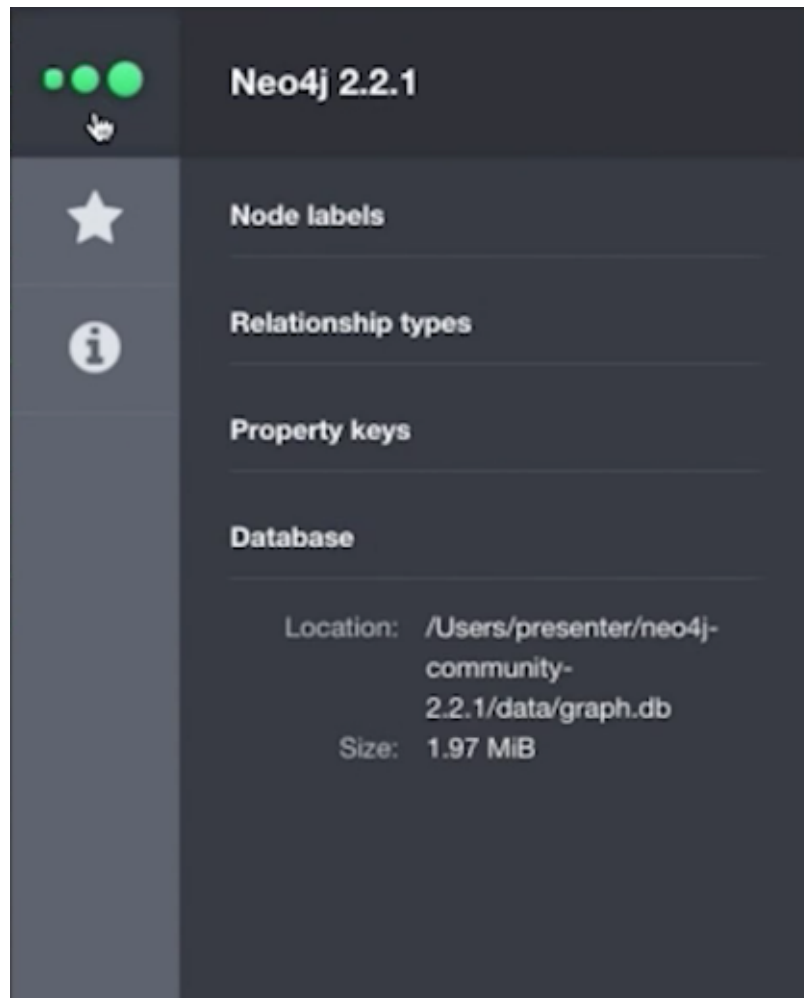 Neo4j 2.2.1
Node labels
Relationship types
Property keys
Database
Location: /Users/presenter/neo4j-
community-
2.2.1/data/graph.db
Size: 1.97 MiB